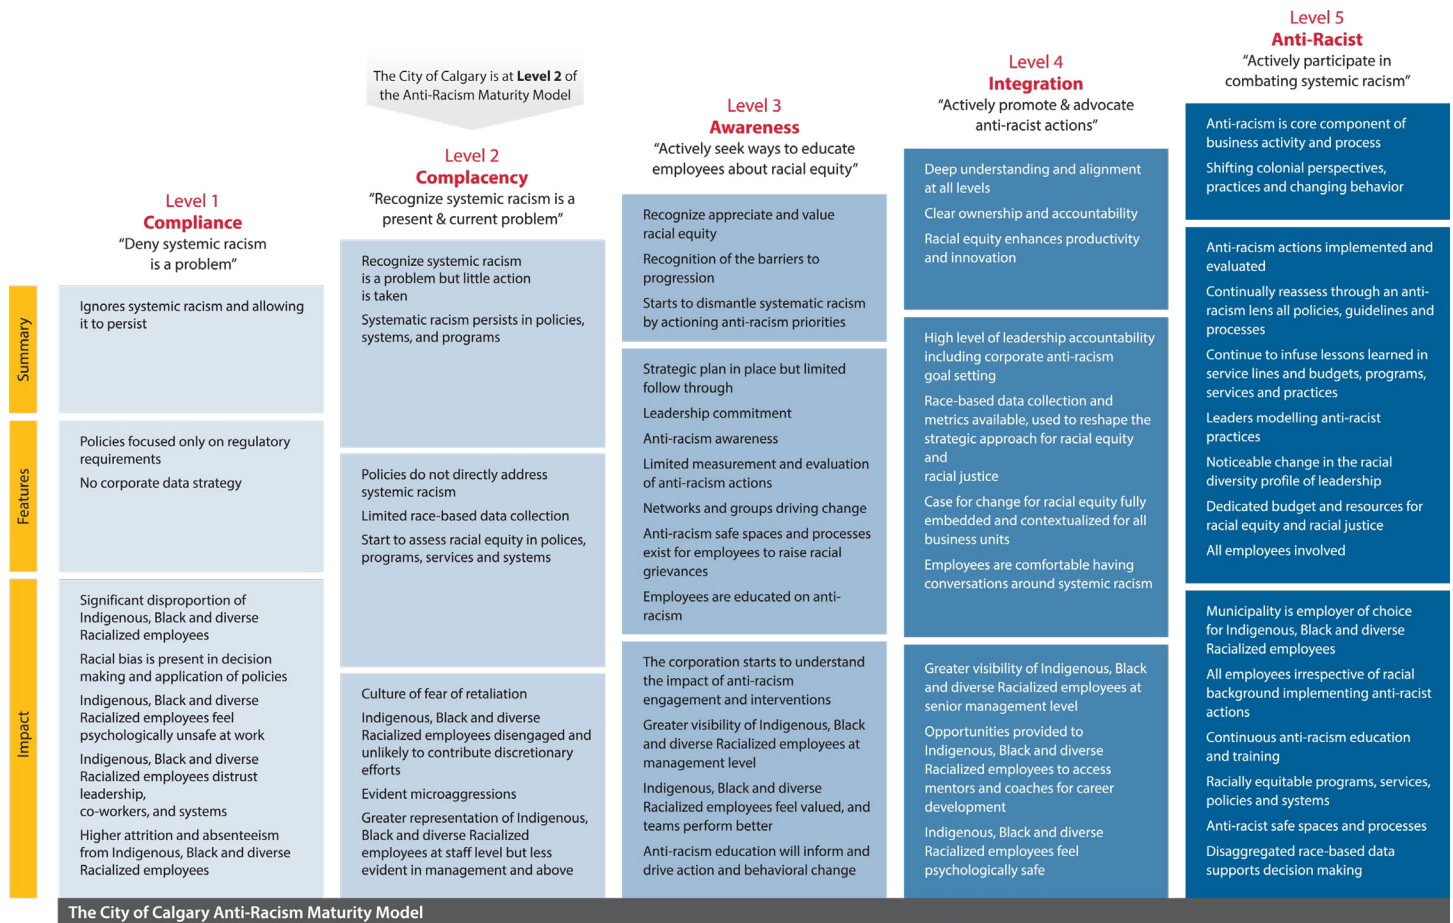 The City of Calgary is at Level 2 of
the Anti-Racism Maturity Model
Summary
Features
Impact
Level 1
Compliance
“Deny systemic racism
is a problem”
Ignores systemic racism and allowing
it to persist
Policies focused only on regulatory
requirements
No corporate data strategy
Significant disproportion of
Indigenous, Black and diverse
Racialized employees
Racial bias is present in decision
making and application of policies
Indigenous, Black and diverse
Racialized employees feel
psychologically unsafe at work
Indigenous, Black and diverse
Racialized employees distrust
leadership,
co-workers, and systems
Higher attrition and absenteeism
from Indigenous, Black and diverse
Racialized employees
Level 2
Complacency
“Recognize systemic racism is a
present & current problem”
Recognize systemic racism
is a problem but little action
is taken
Systematic racism persists in policies,
systems, and programs
Policies do not directly address
systemic racism
Limited race-based data collection
Start to assess racial equity in polices,
programs, services and systems
Culture of fear of retaliation
Indigenous, Black and diverse
Racialized employees disengaged and
unlikely to contribute discretionary
efforts
Evident microaggressions
Greater representation of Indigenous,
Black and diverse Racialized
employees at staff level but less
evident in management and above
Level 3
Awareness
“Actively seek ways to educate
employees about racial equity”
Recognize appreciate and value
racial equity
Recognition of the barriers to
progression
Starts to dismantle systematic racism
by actioning anti-racism priorities
Strategic plan in place but limited
follow through
Leadership commitment
Anti-racism awareness
Limited measurement and evaluation
of anti-racism actions
Networks and groups driving change
Anti-racism safe spaces and processes
exist for employees to raise racial
grievances
Employees are educated on anti-
racism
The corporation starts to understand
the impact of anti-racism
engagement and interventions
Greater visibility of Indigenous, Black
and diverse Racialized employees at
management level
Indigenous, Black and diverse
Racialized employees feel valued, and
teams perform better
Anti-racism education will inform and
drive action and behavioral change
Level 4
Integration
“Actively promote & advocate
anti-racist actions”
Deep understanding and alignment
at all levels
Clear ownership and accountability
Racial equity enhances productivity
and innovation
High level of leadership accountability
including corporate anti-racism
goal setting
Race-based data collection and
metrics available, used to reshape the
strategic approach for racial equity
and
racial justice
Case for change for racial equity fully
embedded and contextualized for all
business units
Employees are comfortable having
conversations around systemic racism
Greater visibility of Indigenous, Black
and diverse Racialized employees at
senior management level
Opportunities provided to
Indigenous, Black and diverse
Racialized employees to access
mentors and coaches for career
development
Indigenous, Black and diverse
Racialized employees feel
psychologically safe
Level 5
Anti-Racist
“Actively participate in
combating systemic racism”
Anti-racism is core component of
business activity and process
Shifting colonial perspectives,
practices and changing behavior
Anti-racism actions implemented and
evaluated
Continually reassess through an anti-
racism lens all policies, guidelines and
processes
Continue to infuse lessons learned in
service lines and budgets, programs,
services and practices
Leaders modelling anti-racist
practices
Noticeable change in the racial
diversity profile of leadership
Dedicated budget and resources for
racial equity and racial justice
All employees involved
Municipality is employer of choice
for Indigenous, Black and diverse
Racialized employees
All employees irrespective of racial
background implementing anti-racist
actions
Continuous anti-racism education
and training
Racially equitable programs, services,
policies and systems
Anti-racist safe spaces and processes
Disaggregated race-based data
supports decision making
The City of Calgary Anti-Racism Maturity Model